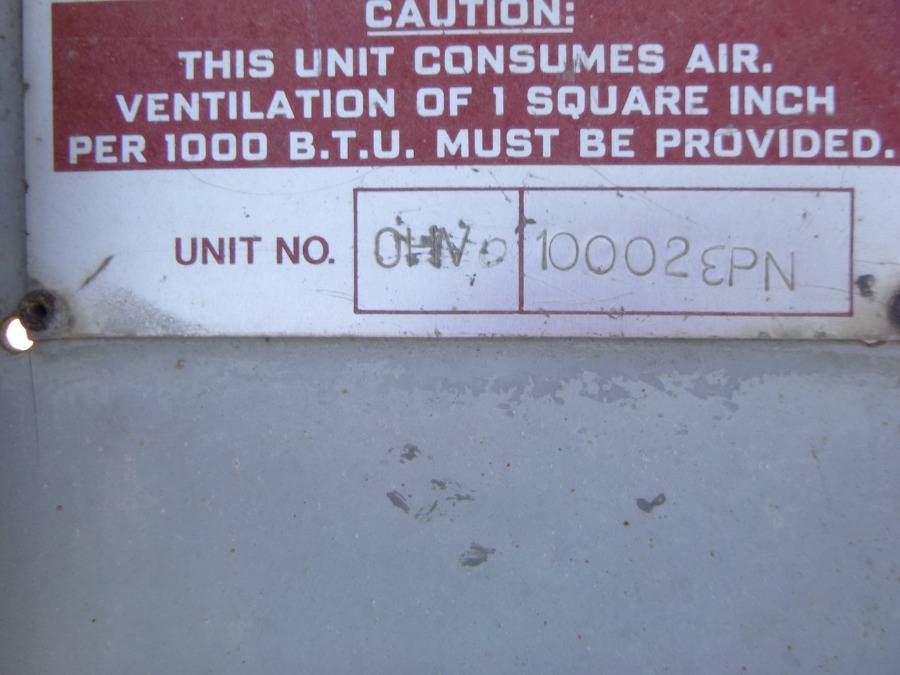 CAUTION:
THIS UNIT CONSUMES AIR.
VENTILATION OF 1 SQUARE INCH
PER 1000 B.T.U. MUST BE PROVIDED.
UNIT NO. 10002EPN